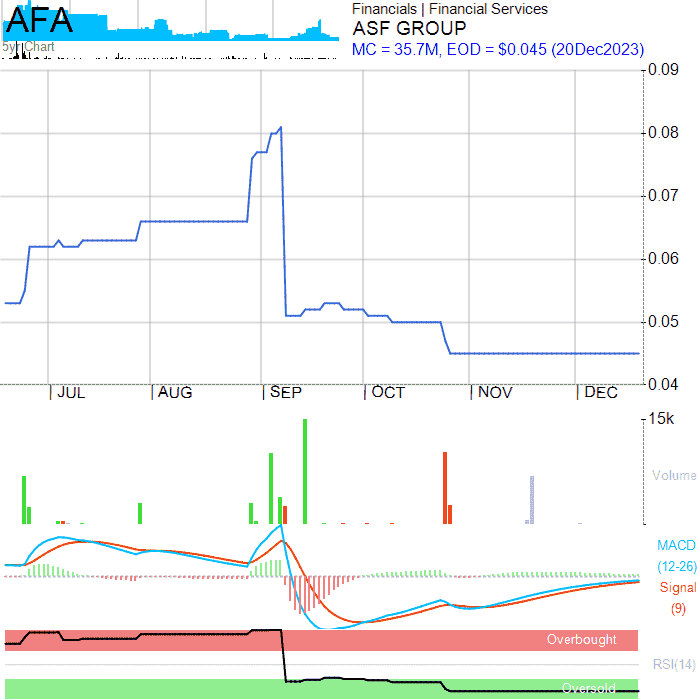 AFA
5yr Chart
Financials | Financial Services
ASF GROUP
MC = 35.7M, EOD = $0.045 (20Dec2023)
0.09
0.08
0.07
0.06
0.05
0.04
JUL AUG SEP OCT NOV DEC
15k
Volume
MACD
(12-26)
Signal
(9)
Overbought
RSI(14)
Oversold